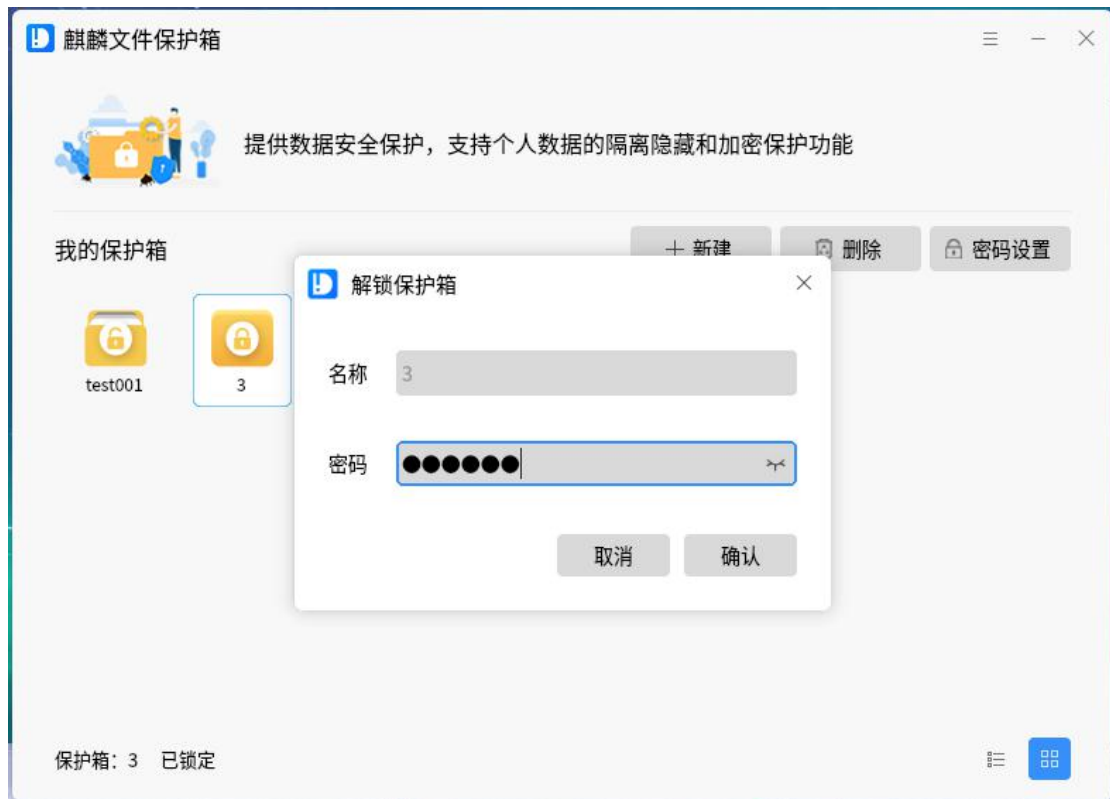 麒麟文件保护箱
提供数据安全保护，支持个人数据的隔离隐藏和加密保护功能
我的保护箱
新建
删除
密码设置
test001
3
解锁保护箱
名称
3
密码
●●●●●●
取消
确认
保护箱：3 已锁定